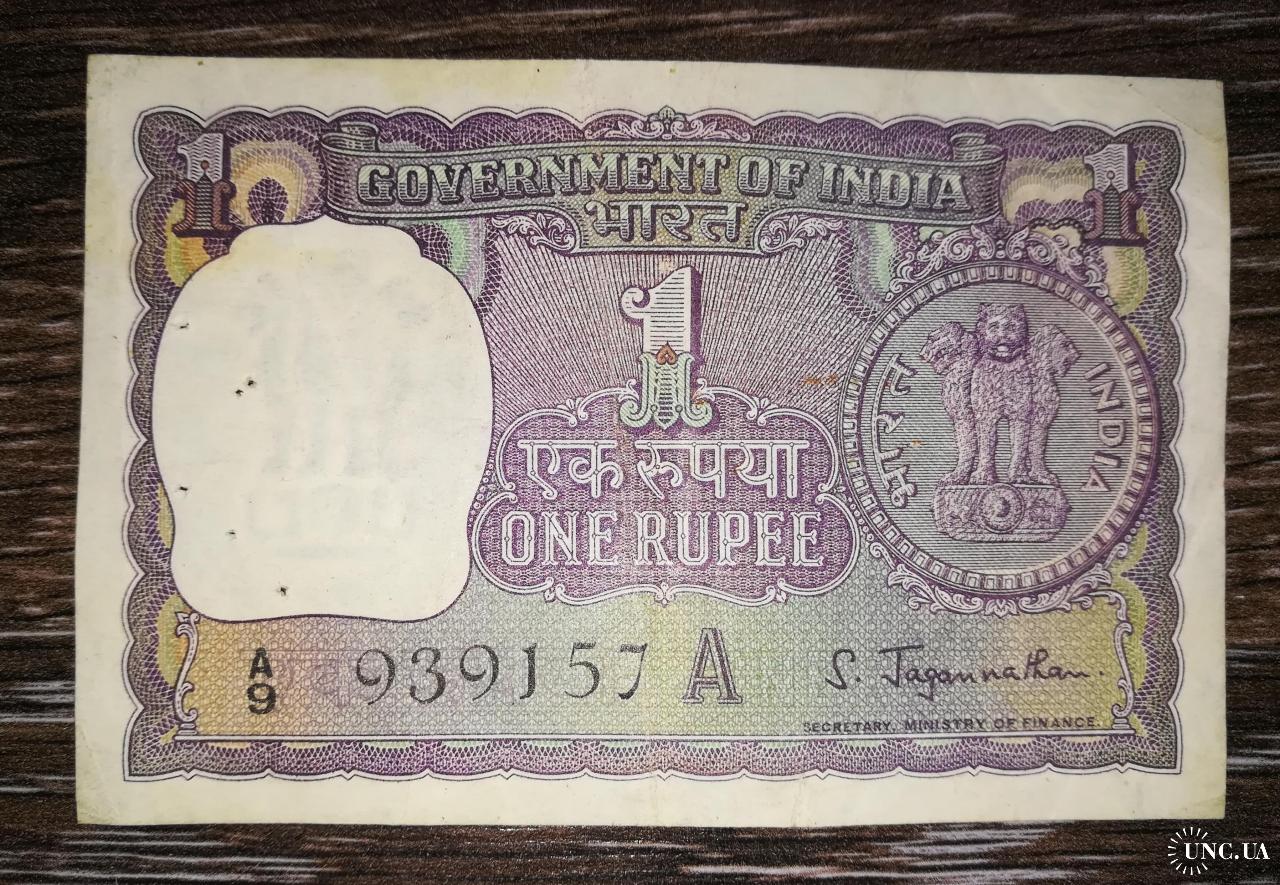 1 1
GOVERNMENT OF INDIA
भारत
1
एक रुपया
ONE RUPEE
भारत INDIA
A
9 939157 A
S. Jagannathan.
SECRETARY, MINISTRY OF FINANCE.
UNC.UA